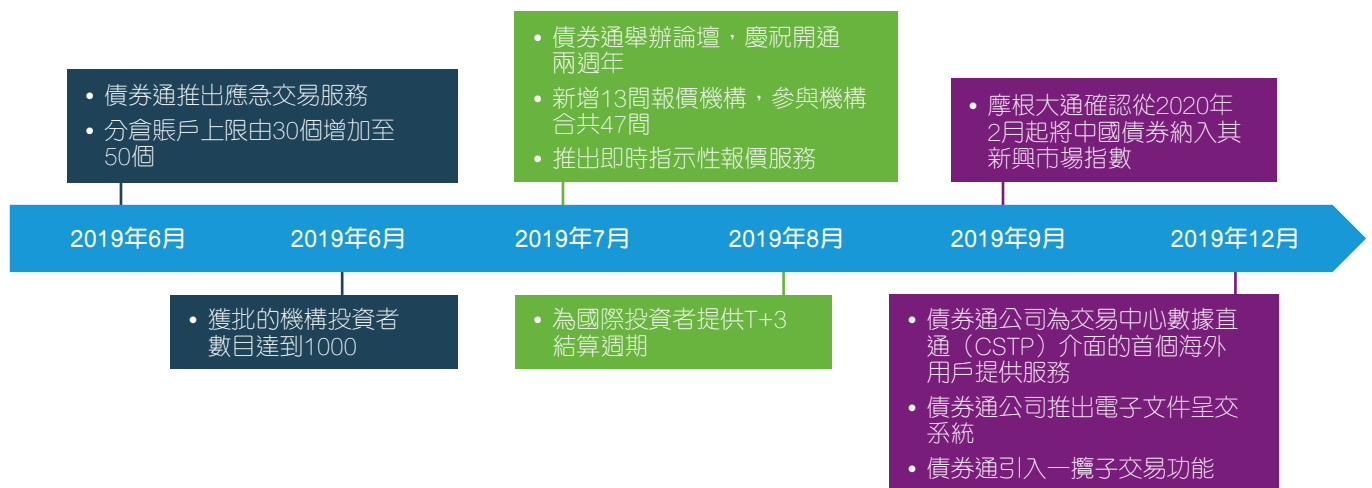 • 債券通推出應急交易服務
• 分倉賬戶上限由30個增加至
50個
• 債券通舉辦論壇，慶祝開通
兩週年
• 新增13間報價機構，參與機構
合共47間
• 推出即時指示性報價服務
• 摩根大通確認從2020年
2月起將中國債券納入其
新興市場指數
2019年6月
2019年6月
2019年7月
2019年8月
2019年9月
2019年12月
• 獲批的機構投資者
數目達到1000
• 為國際投資者提供T+3
結算週期
• 債券通公司為交易中心數據直
通（CSTP）介面的首個海外
用戶提供服務
• 債券通公司推出電子文件呈交
系統
• 債券通引入一攬子交易功能